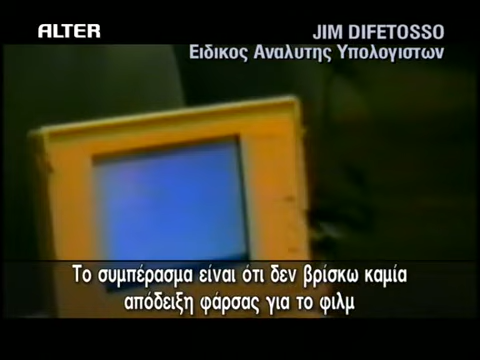 ALTER
JIM DIFETOSSO
Ειδικος Αναλυτης Υπολογιστων
Το συμπέρασμα είναι ότι δεν βρίσκω καμία
απόδειξη φάρσας για το φιλμ